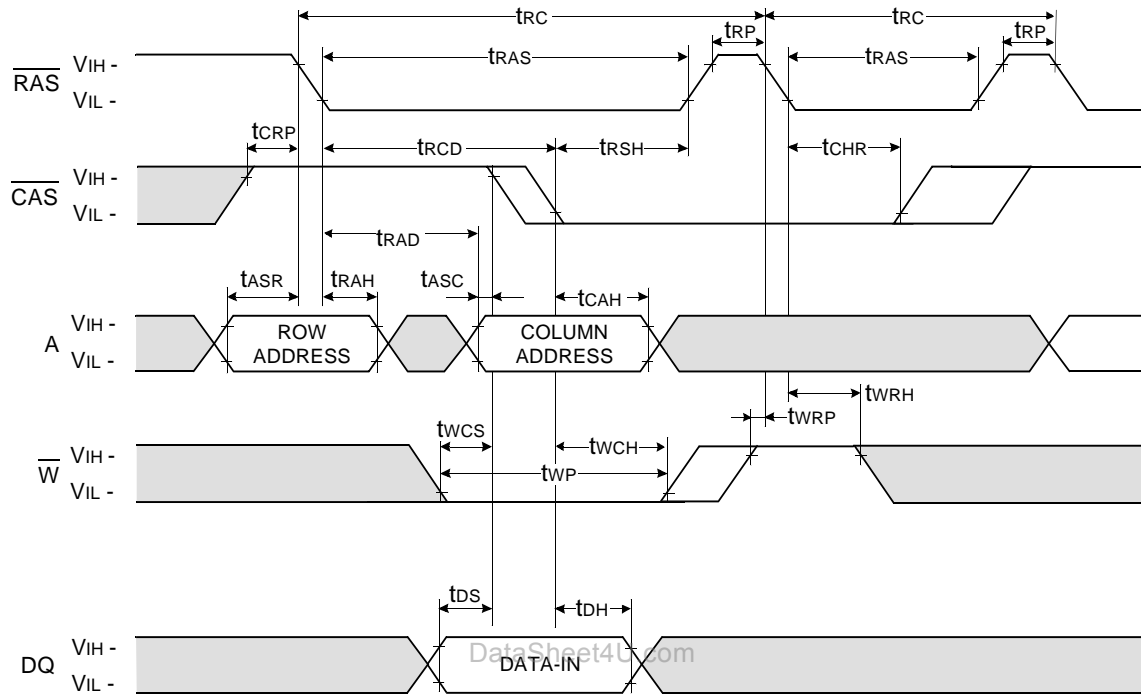 tRC tRC
tRP tRP
RAS VIH - tRAS tRAS
VIL -
tCRP tRCD tRSH tCHR
CAS VIH -
VIL -
tRAD
tASR tRAH tASC tCAH
A VIH - ROW COLUMN
VIL - ADDRESS ADDRESS
tWRH
tWRP
tWCS tWCH
W VIH - tWP
VIL -
tDS tDH
DQ VIH - DataSheet4U.com
VIL - DATA-IN